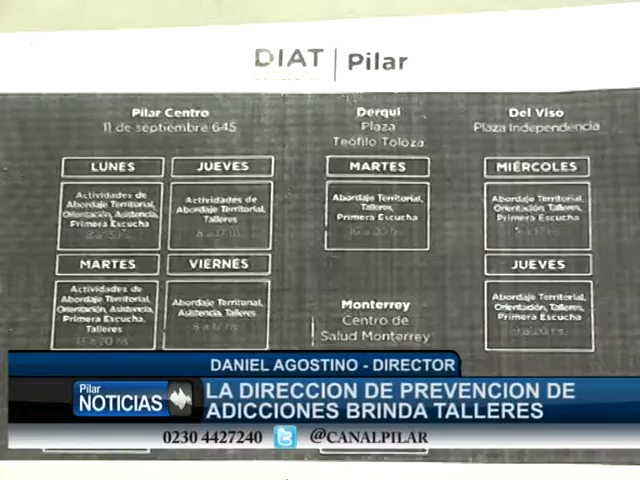 DIAT | Pilar
Pilar Centro
11 de septiembre 645
LUNES
Actividades de
Abordaje Territorial,
Orientación, Asistencia,
Primera Escucha
JUEVES
Actividades de
Abordaje Territorial,
Talleres
MARTES
Actividades de
Abordaje Territorial,
Orientación, Asistencia,
Primera Escucha,
Talleres
VIERNES
Abordaje Territorial,
Asistencia, Talleres
Derqui
Plaza
Teófilo Toloza
MARTES
Abordaje Territorial,
Talleres,
Primera Escucha
Monterrey
Centro de
Salud Monterrey
Del Viso
Plaza Independencia
MIÉRCOLES
Abordaje Territorial,
Orientación, Talleres,
Primera Escucha
JUEVES
Abordaje Territorial,
Orientación, Talleres,
Primera Escucha
DANIEL AGOSTINO - DIRECTOR
Pilar
NOTICIAS
LA DIRECCION DE PREVENCION DE
ADICCIONES BRINDA TALLERES
0230 4427240 @CANALPILAR